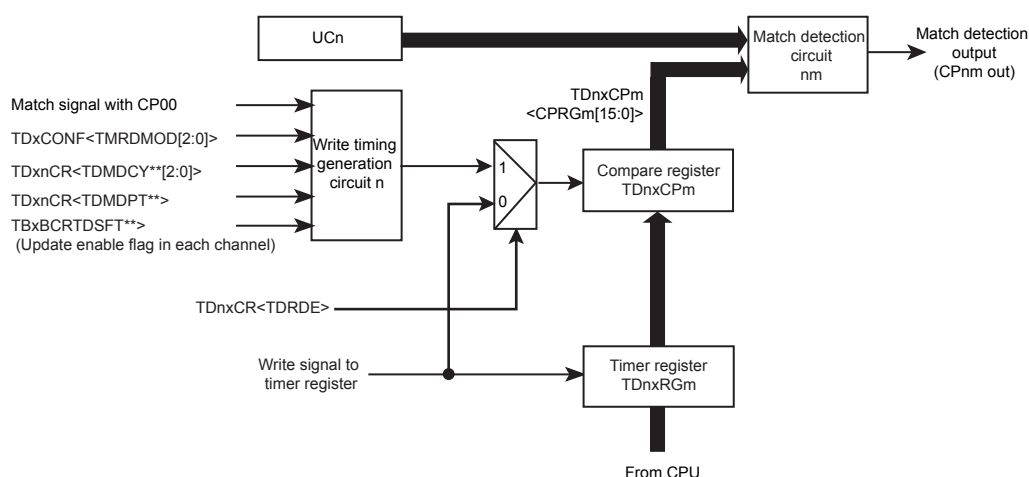 UCn
Match detection
circuit
nm
Match detection
output
(CPnm out)
TDnxCPm
<CPRGm[15:0]>
Match signal with CP00
TDxCONF<TMRDMOD[2:0]>
TDxnCR<TDMDCY**[2:0]>
TDxnCR<TDMDPT**>
TBxBCRTDSFT**>
(Update enable flag in each channel)
Write timing
generation
circuit n
1
0
Compare register
TDnxCPm
TDnxCR<TDRDE>
Write signal to
timer register
Timer register
TDnxRGm
From CPU